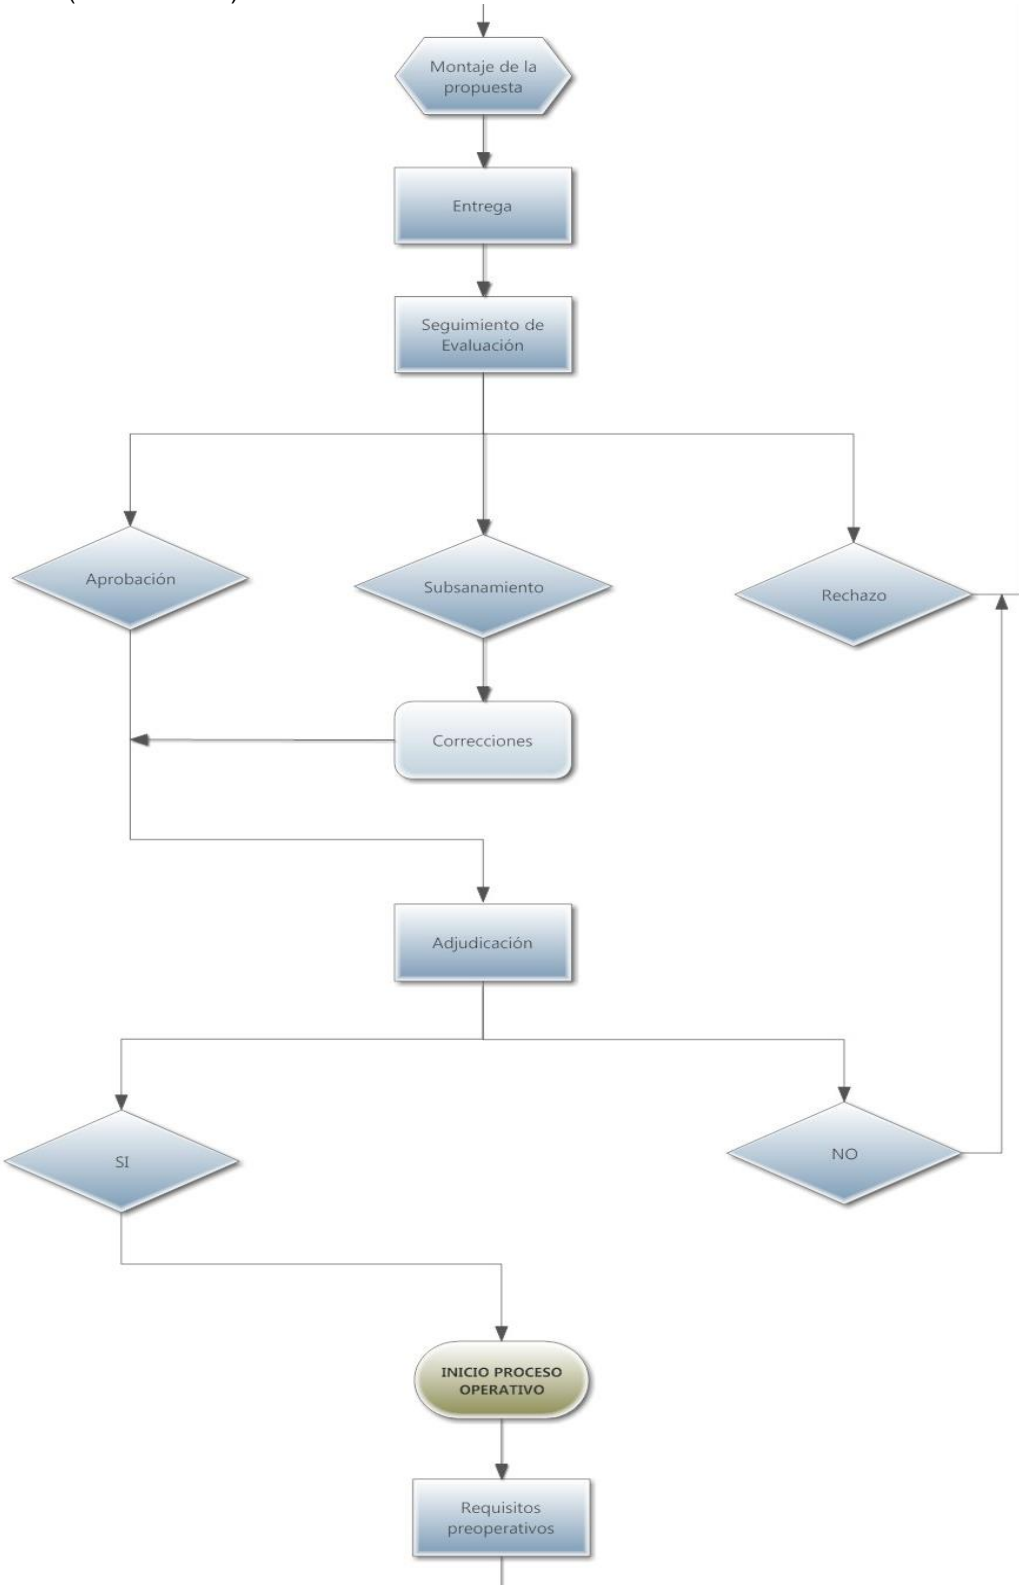 Montaje de la
propuesta
Entrega
Seguimiento de
Evaluación
Aprobación
Subsanamiento
Rechazo
Correcciones
Adjudicación
SI
NO
INICIO PROCESO
OPERATIVO
Requisitos
preoperativos